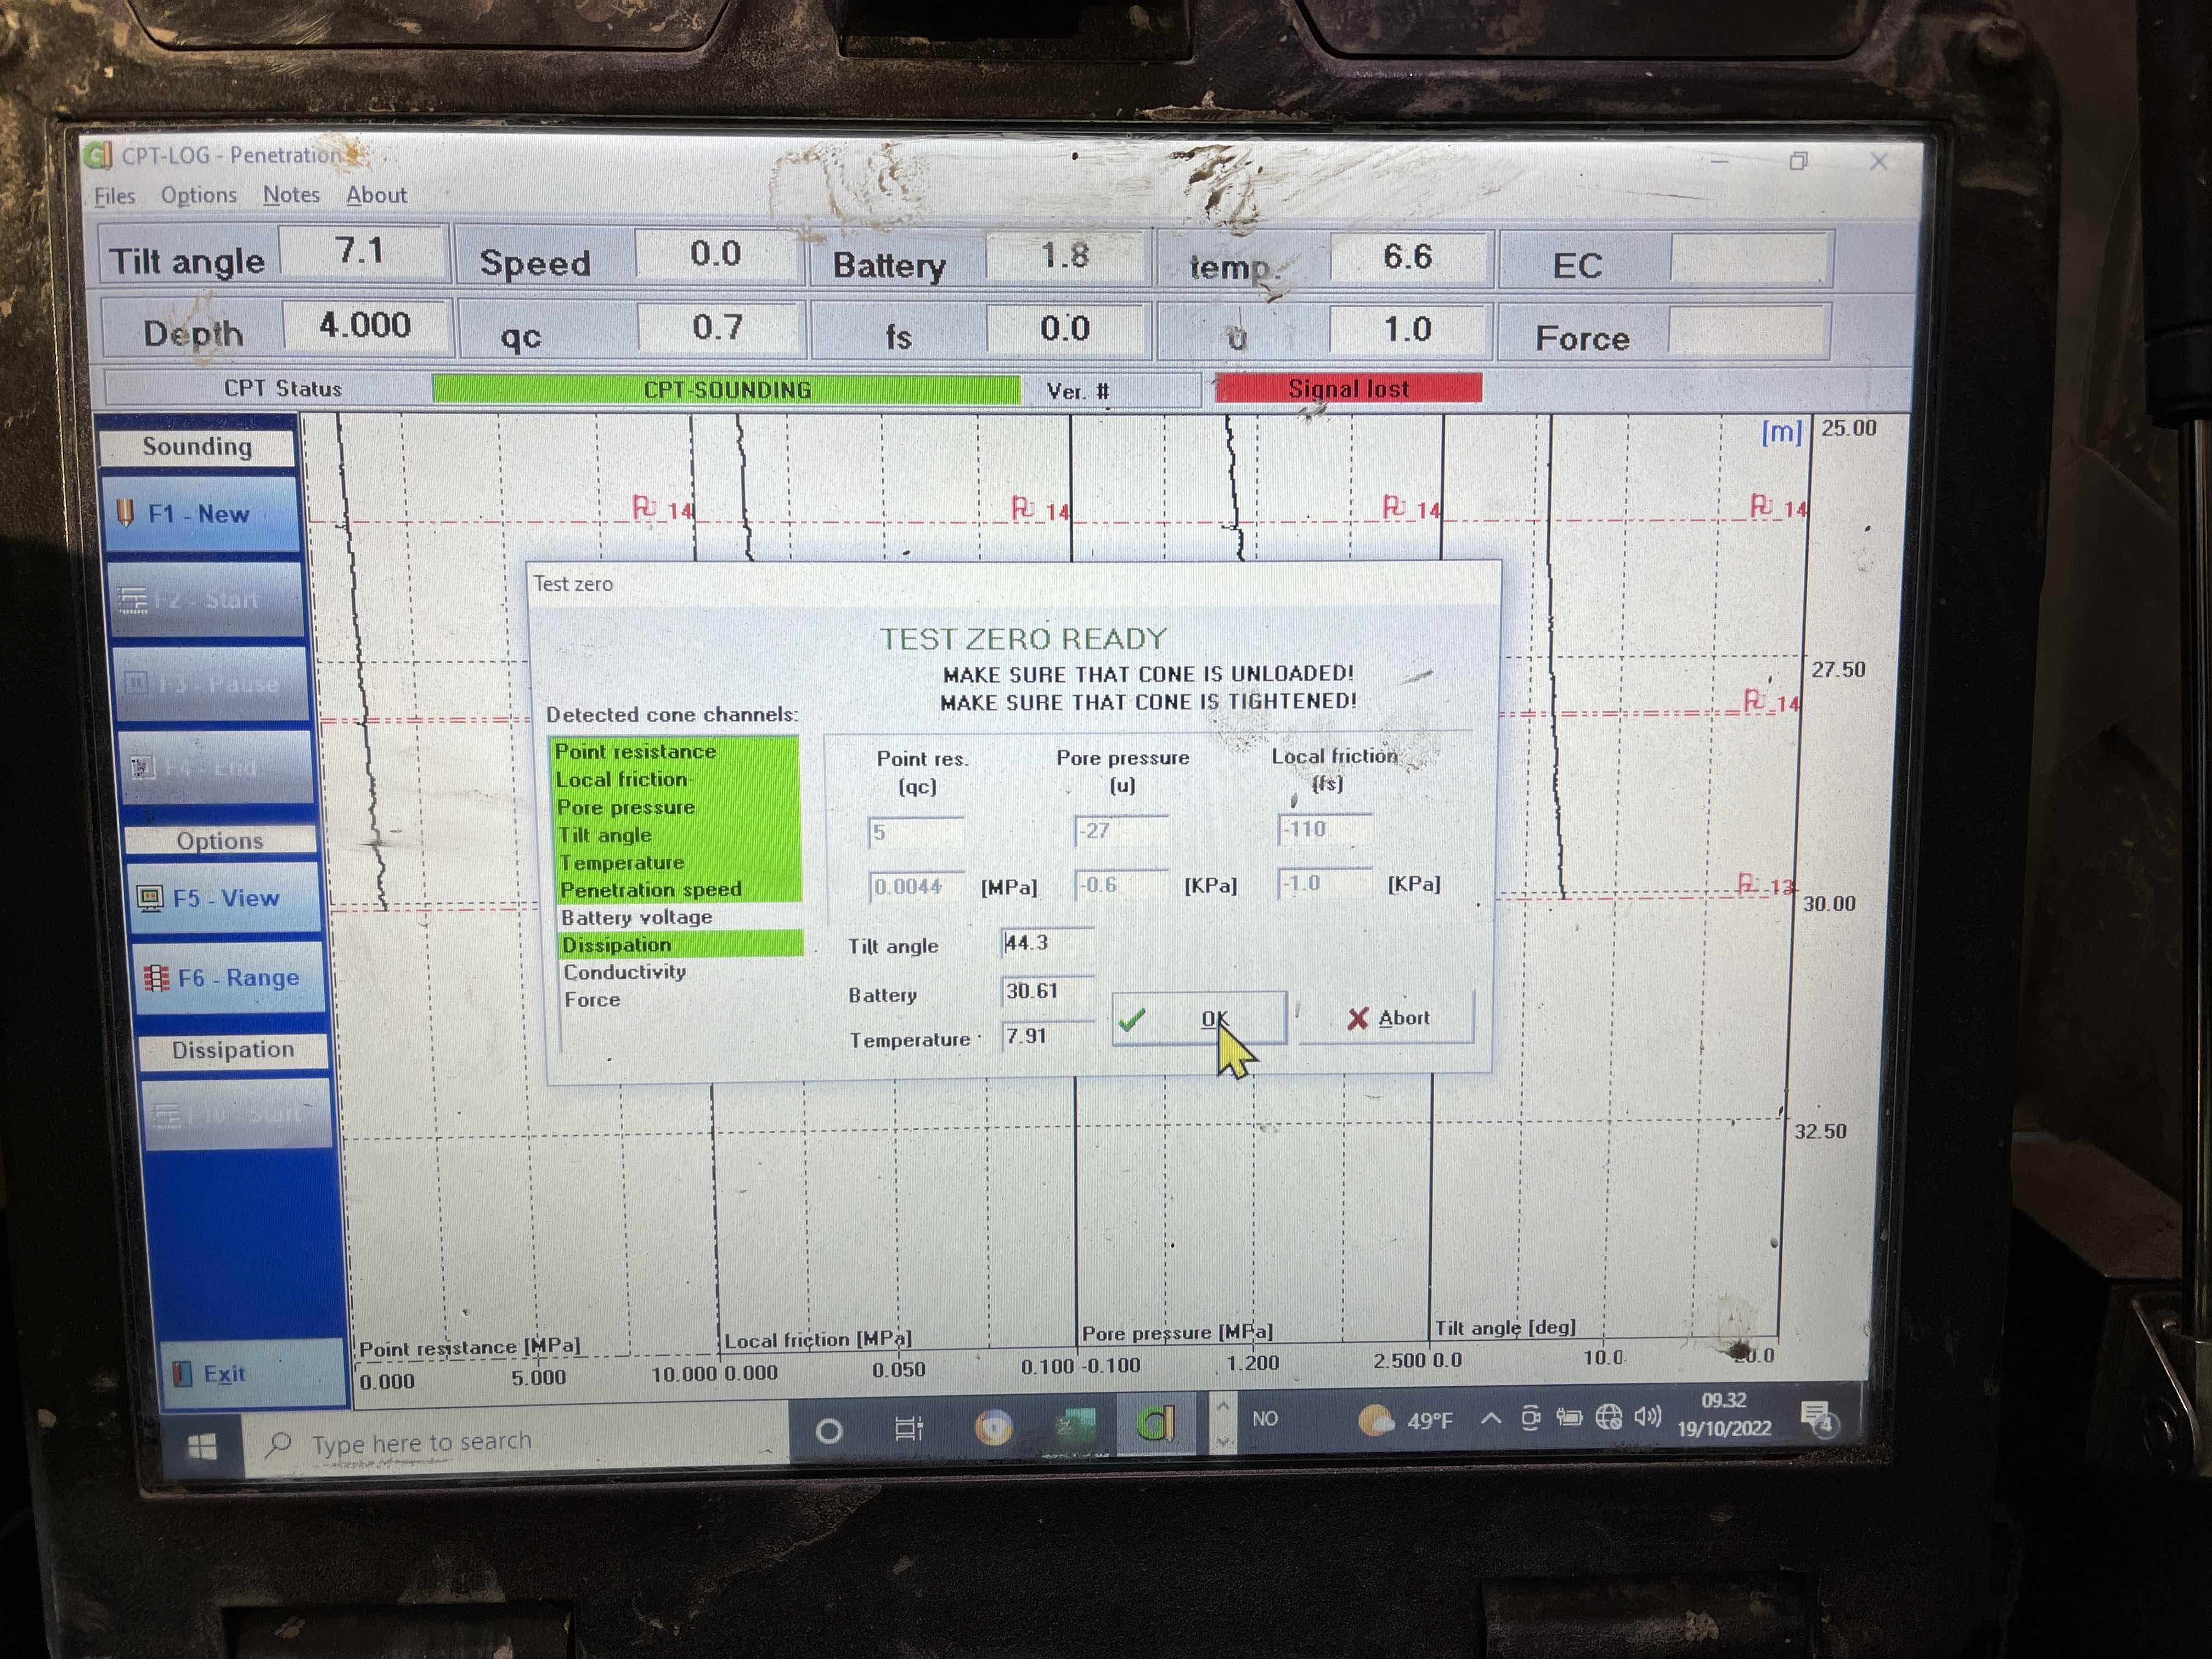 CPT-LOG - Penetration
Files Options Notes About
Tilt angle 7.1 Speed 0.0 Battery 1.8 temp. 6.6 EC
Depth 4.000 qc 0.7 fs 0.0 u 1.0 Force
CPT Status CPT-SOUNDING Ver. # Signal lost
Sounding
[m] 25.00
F1 - New
14 14 14 14
F2 - Start
F3 - Pause
F4 - End
Options
F5 - View
F6 - Range
Dissipation
F10 - Start
Exit
Test zero
TEST ZERO READY
MAKE SURE THAT CONE IS UNLOADED!
MAKE SURE THAT CONE IS TIGHTENED!
Detected cone channels:
Point resistance
Local friction
Pore pressure
Tilt angle
Temperature
Penetration speed
Battery voltage
Dissipation
Conductivity
Force
Point res. Pore pressure Local friction
(qc) (u) (fs)
5 -27 -110
0.0044 [MPa] -0.6 [KPa] -1.0 [KPa]
Tilt angle 44.3
Battery 30.61
Temperature 7.91
OK Abort
27.50
14
13
30.00
32.50
Point resistance [MPa] Local friction [MPa] Pore pressure [MPa] Tilt angle [deg]
0.000 5.000 10.000 0.000 0.050 0.100 -0.100 1.200 2.500 0.0 10.0 20.0
Type here to search
NO
49°F
09.32
19/10/2022
4